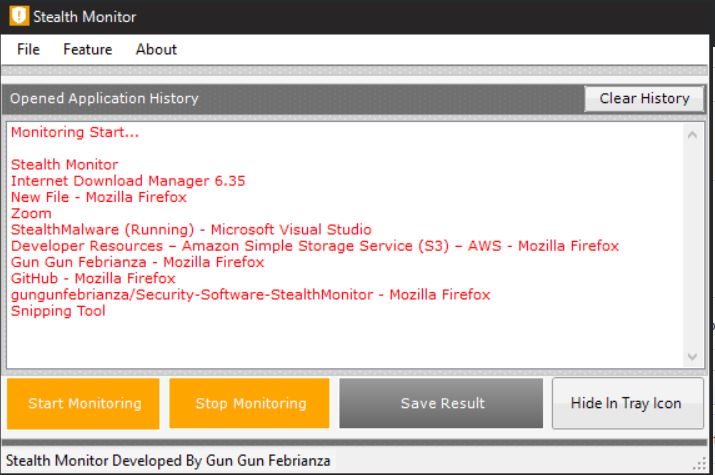 Stealth Monitor
File Feature About
Opened Application History Clear History
Monitoring Start...
Stealth Monitor
Internet Download Manager 6.35
New File - Mozilla Firefox
Zoom
StealthMalware (Running) - Microsoft Visual Studio
Developer Resources – Amazon Simple Storage Service (S3) – AWS - Mozilla Firefox
Gun Gun Febrianza - Mozilla Firefox
GitHub - Mozilla Firefox
gungunfebrianza/Security-Software-StealthMonitor - Mozilla Firefox
Snipping Tool
Start Monitoring Stop Monitoring Save Result Hide In Tray Icon
Stealth Monitor Developed By Gun Gun Febrianza